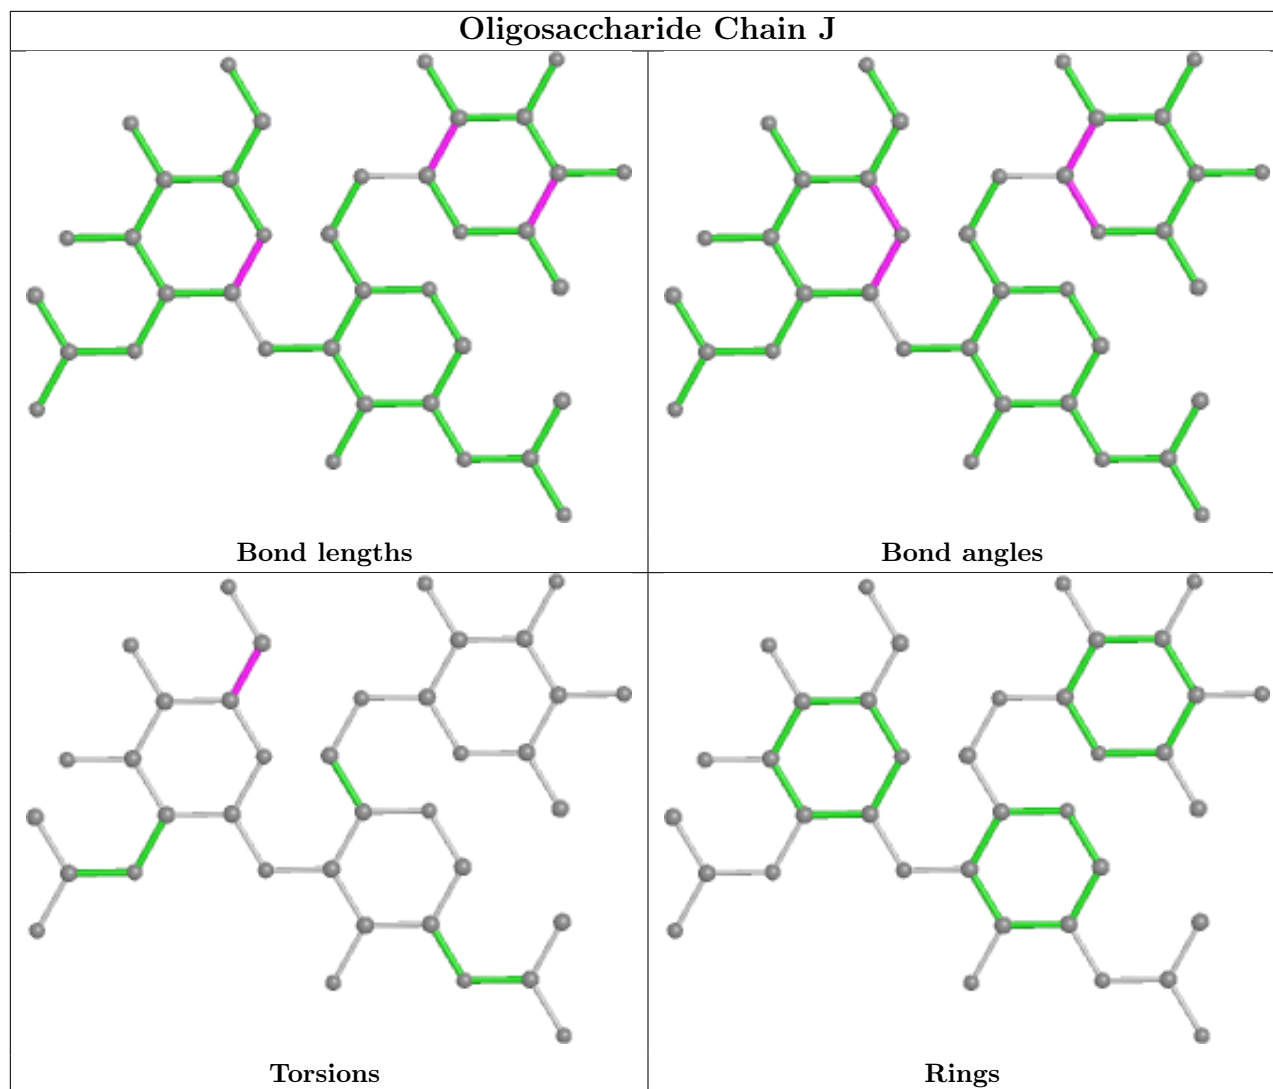 Oligosaccharide Chain J
Bond lengths
Bond angles
Torsions
Rings